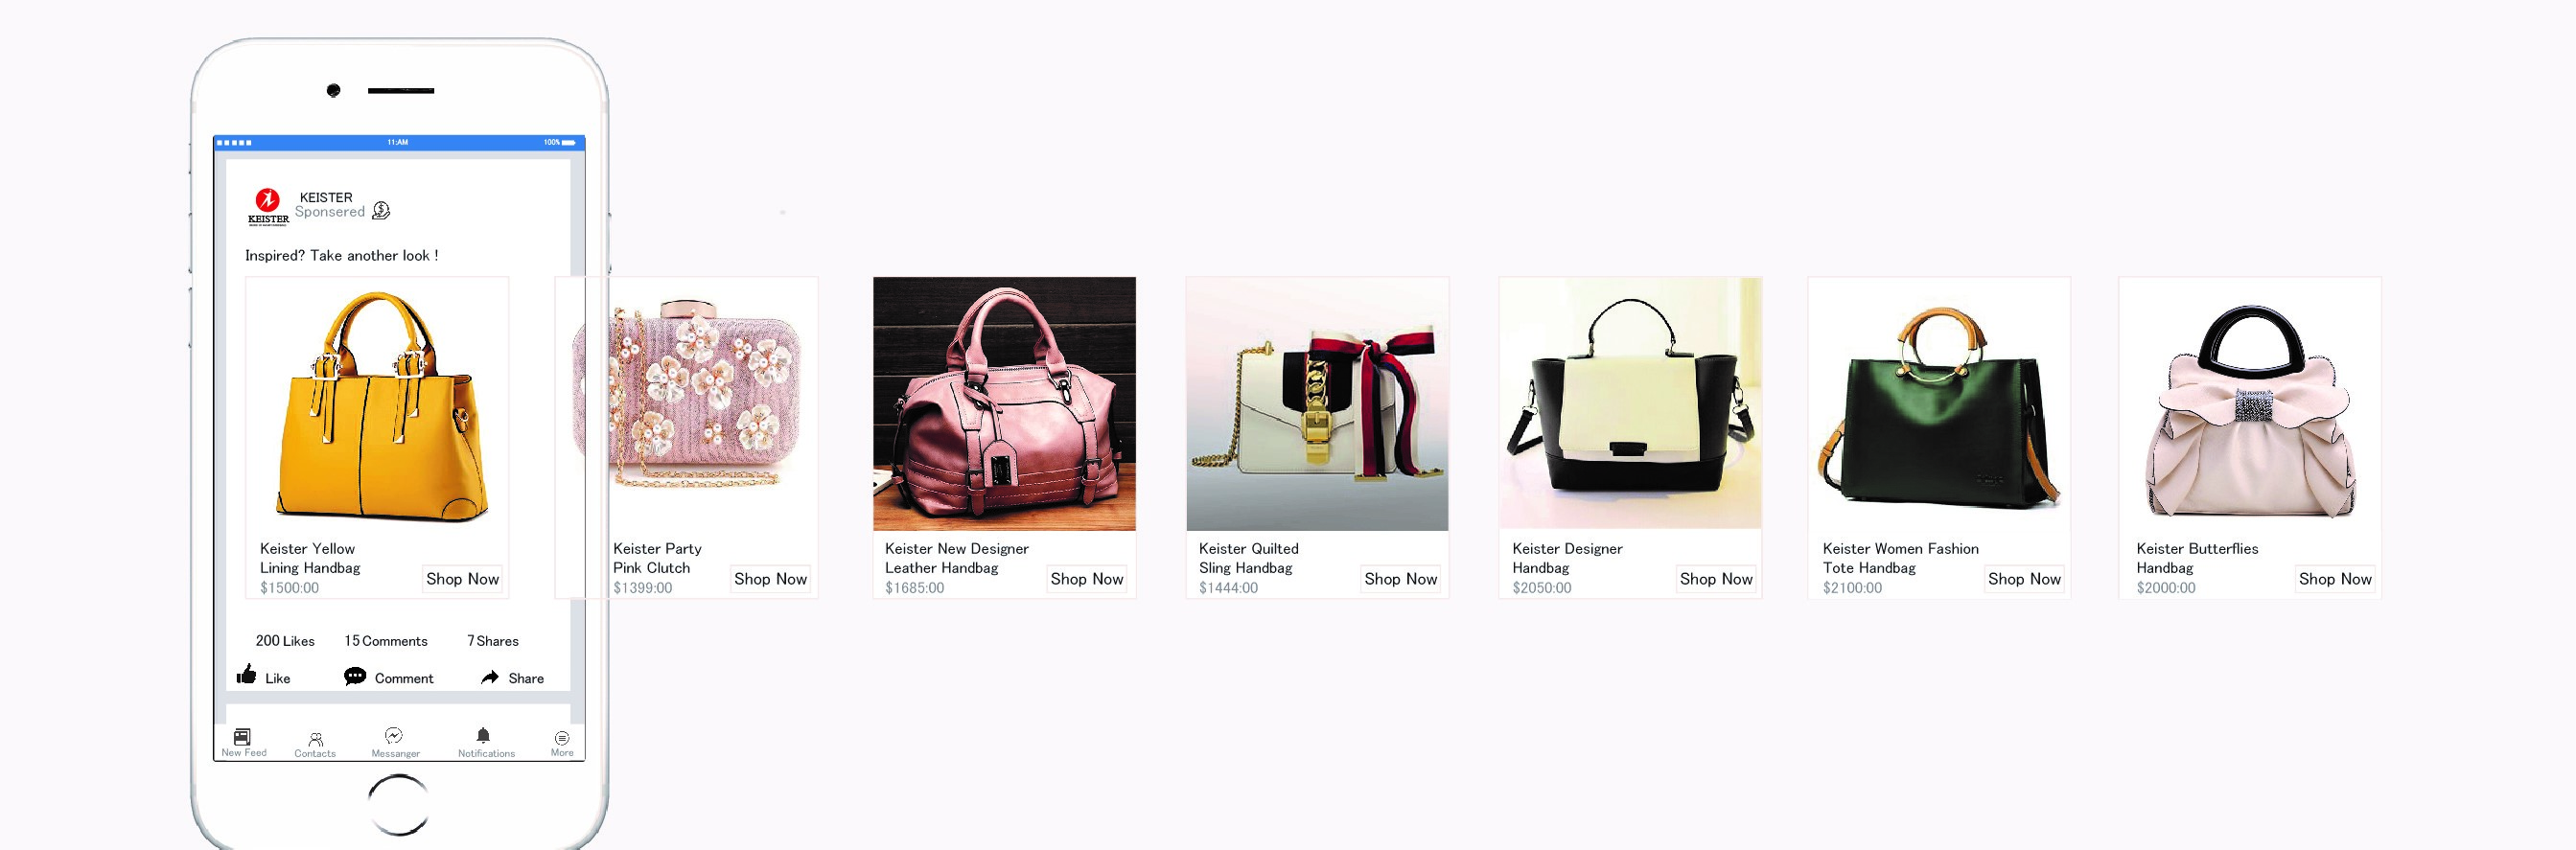 11:AM
100%
KEISTER
Sponsered
KEISTER
Inspired? Take another look !
Keister Yellow
Lining Handbag
$1500:00
Shop Now
Keister Party
Pink Clutch
$1399:00
Shop Now
Keister New Designer
Leather Handbag
$1685:00
Shop Now
Keister Quilted
Sling Handbag
$1444:00
Shop Now
Keister Designer
Handbag
$2050:00
Shop Now
Keister Women Fashion
Tote Handbag
$2100:00
Shop Now
Keister Butterflies
Handbag
$2000:00
Shop Now
200 Likes 15 Comments 7 Shares
Like Comment Share
New Feed Contacts Messanger Notifications More